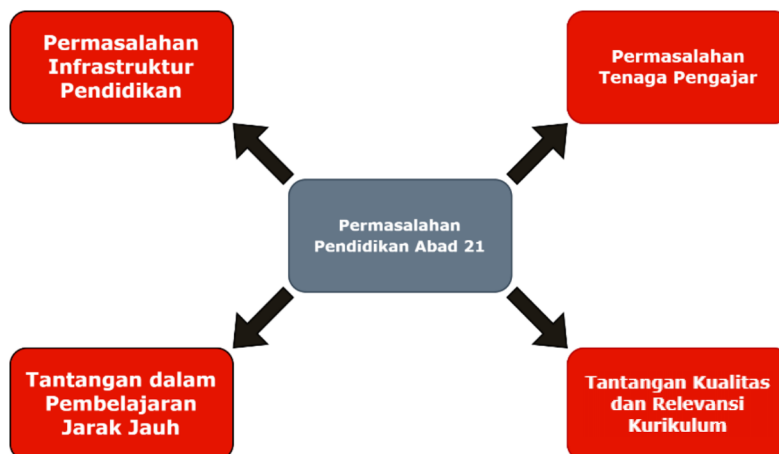 Permasalahan
Infrastruktur
Pendidikan
Permasalahan
Tenaga Pengajar
Permasalahan
Pendidikan Abad 21
Tantangan dalam
Pembelajaran
Jarak Jauh
Tantangan Kualitas
dan Relevansi
Kurikulum